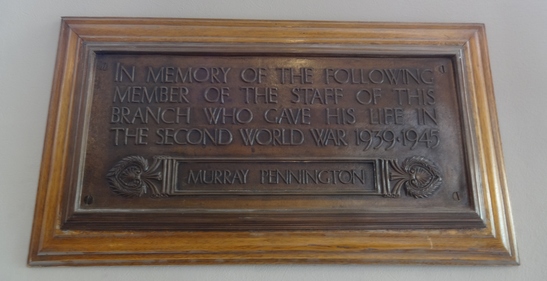 IN MEMORY OF THE FOLLOWING
MEMBER OF THE STAFF OF THIS
BRANCH WHO GAVE HIS LIFE IN
THE SECOND WORLD WAR 1939·1945
MURRAY PENNINGTON